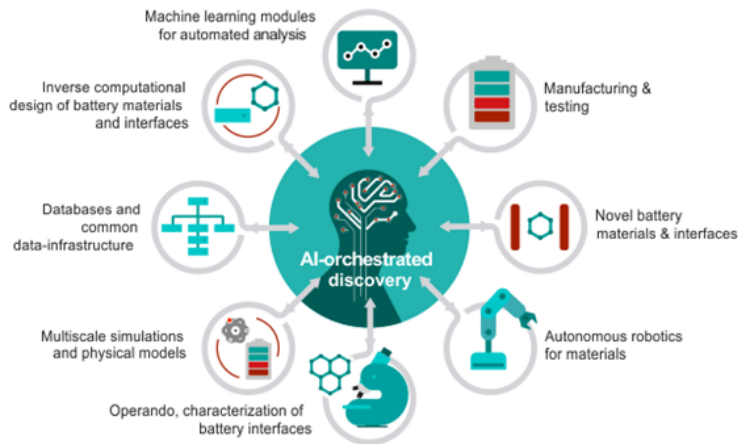 Machine learning modules
for automated analysis
Inverse computational
design of battery materials
and interfaces
Manufacturing &
testing
Databases and
common
data-infrastructure
Novel battery
materials & interfaces
AI-orchestrated
discovery
Multiscale simulations
and physical models
Autonomous robotics
for materials
Operando, characterization of
battery interfaces